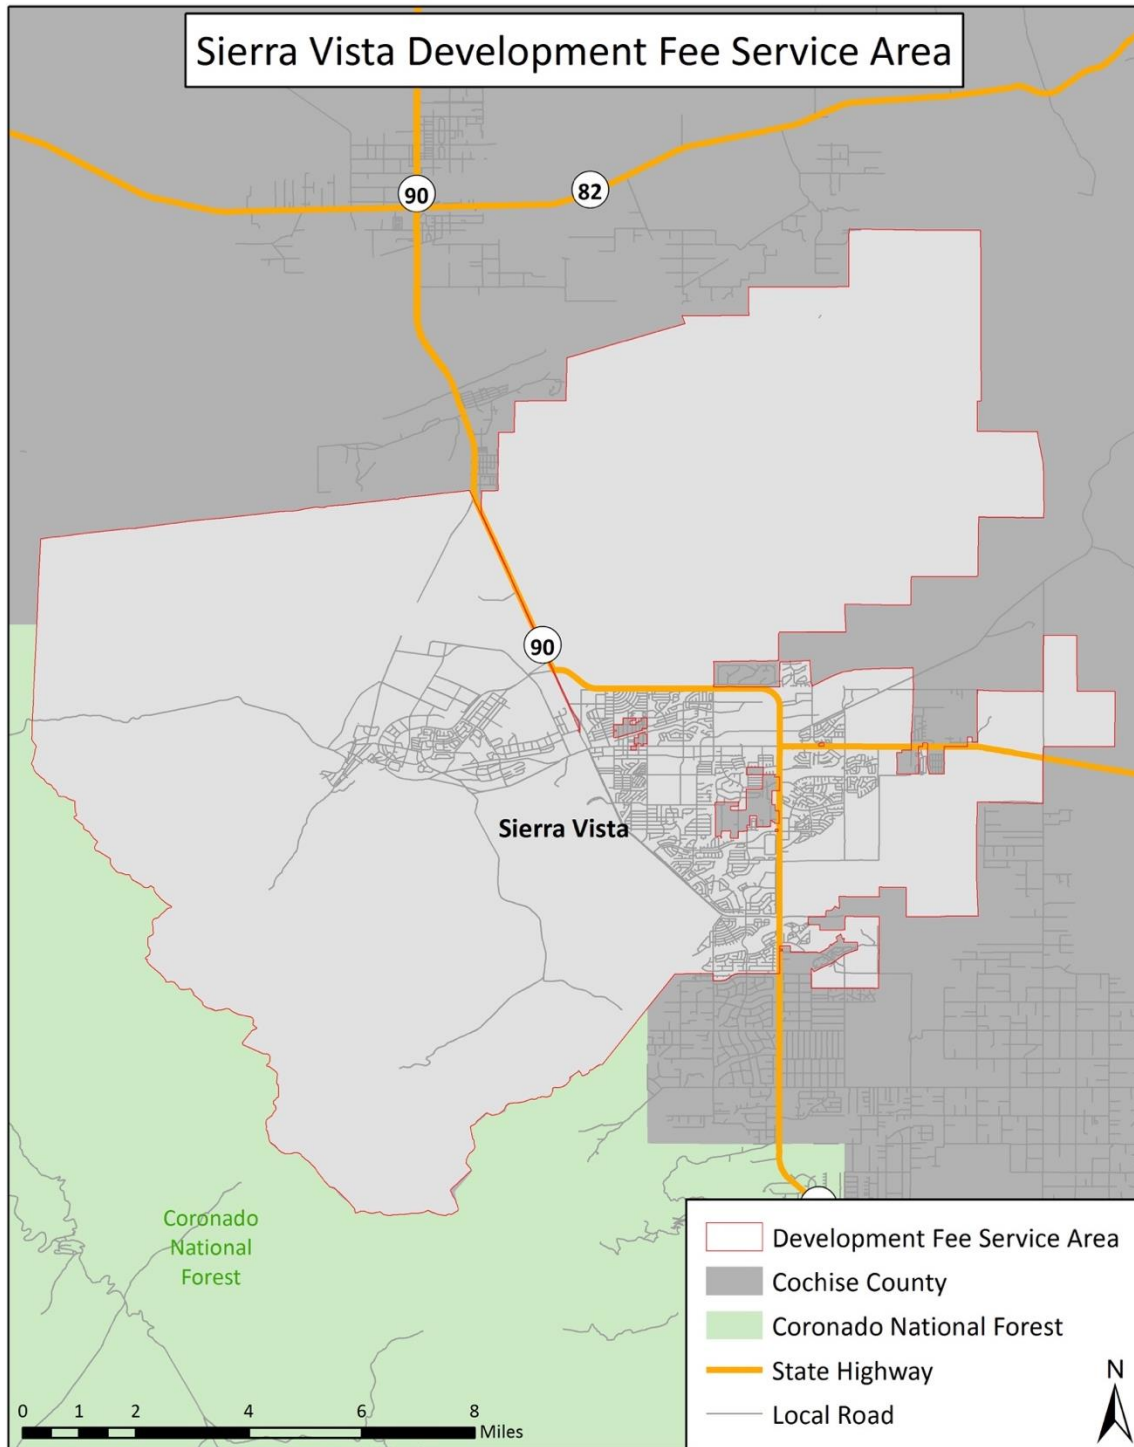 Sierra Vista Development Fee Service Area
90
82
90
Sierra Vista
Coronado
National
Forest
Development Fee Service Area
Cochise County
Coronado National Forest
State Highway
Local Road
N
0 1 2 4 6 8
Miles